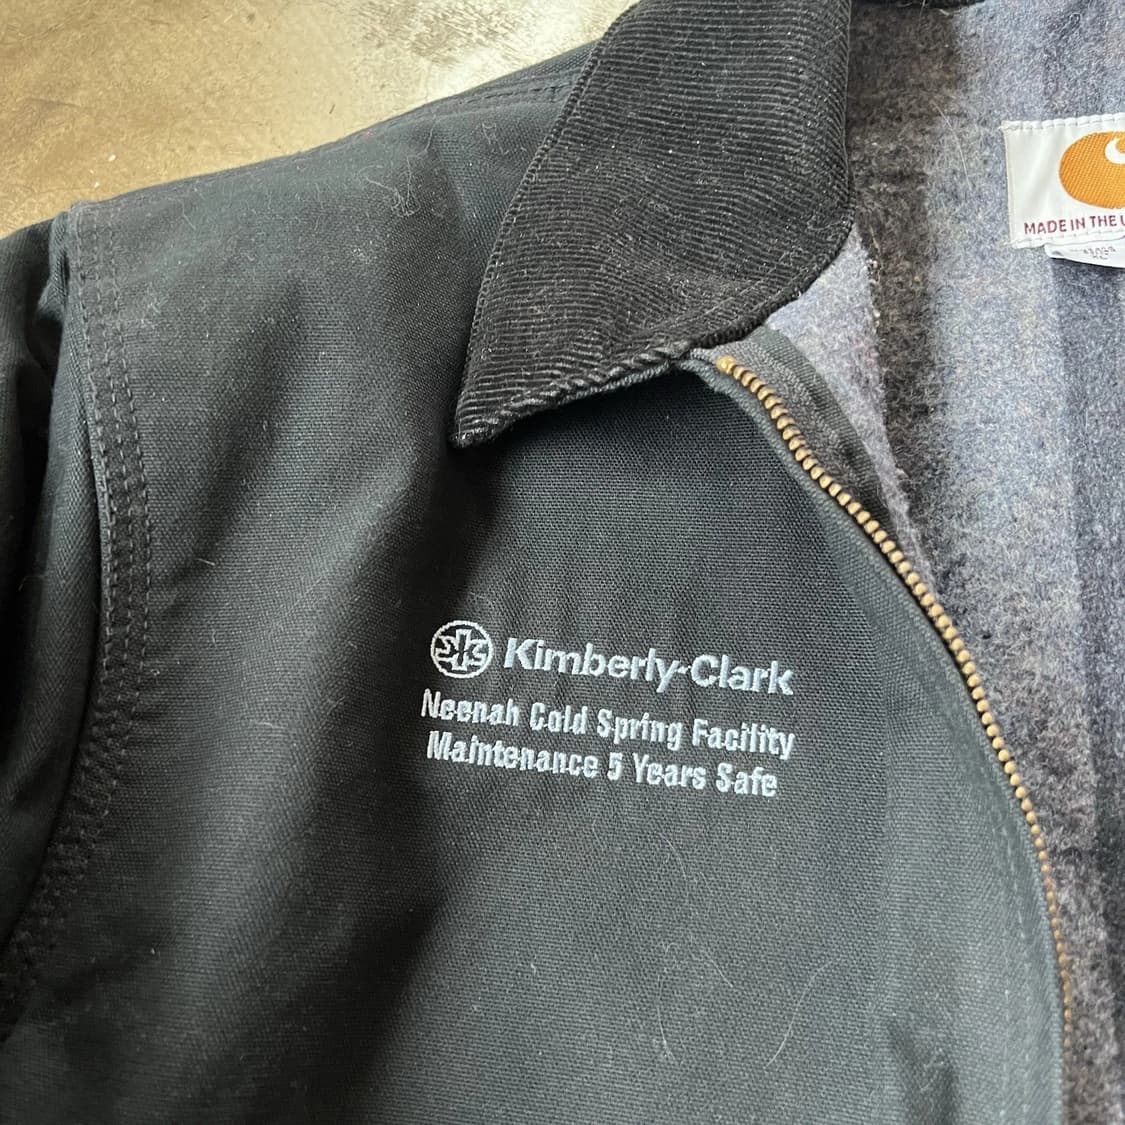 MADE IN THE U
Kimberly-Clark
Neenah Cold Spring Facility
Maintenance 5 Years Safe